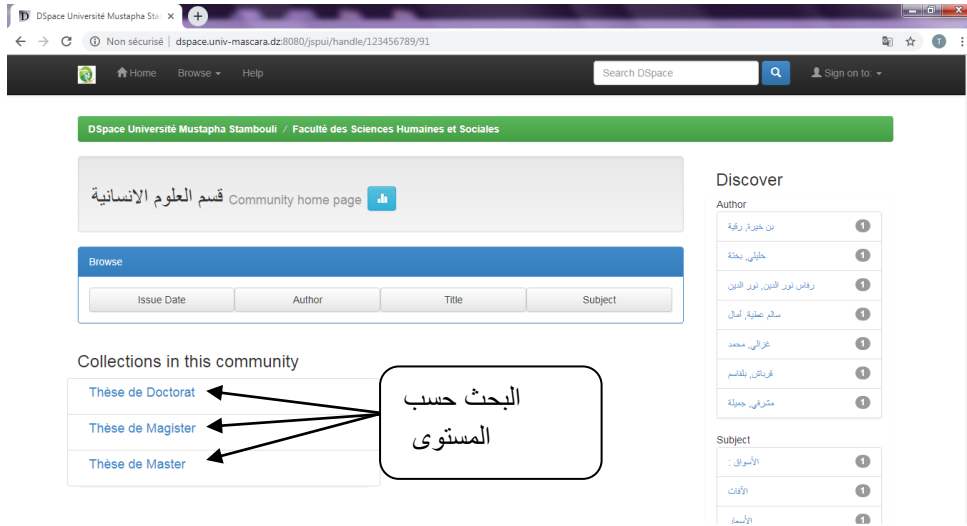 DSpace Université Mustapha Sta
Non sécurisé | dspace.univ-mascara.dz:8080/jspui/handle/123456789/91
T
Home Browse Help Search DSpace Sign on to:
DSpace Université Mustapha Stambouli / Faculté des Sciences Humaines et Sociales
قسم العلوم الانسانية Community home page
Browse
Issue Date Author Title Subject
Collections in this community
Thèse de Doctorat
Thèse de Magister
Thèse de Master
البحث حسب
المستوى
Discover
Author
بن خيرة, رقية 1
خليلي, بختة 1
رفاس نور الدين, نور الدين 1
سالم عطية, أمال 1
غزالي, محمد 1
قرباش, بلقاسم 1
مشرفي, جميلة 1
Subject
الأسواق : 1
الآفات 1
الأسعار 1